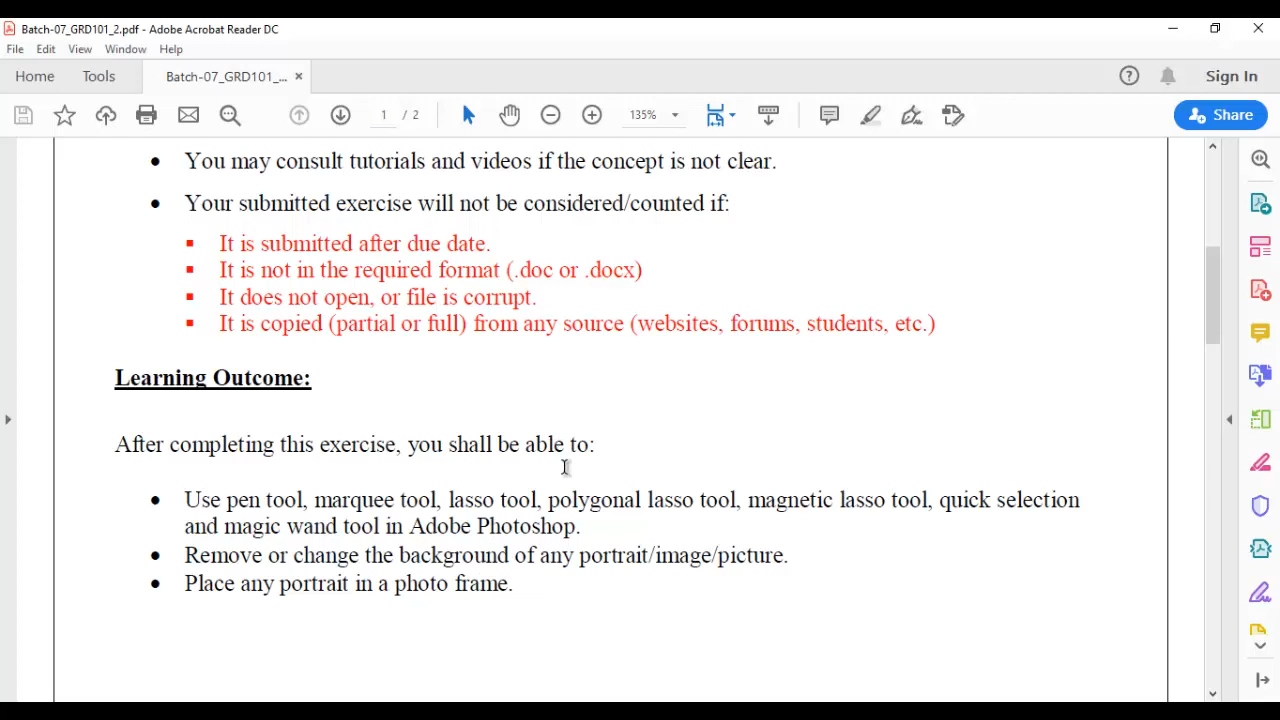 Batch-07_GRD101_2.pdf - Adobe Acrobat Reader DC
File Edit View Window Help
Home Tools Batch-07_GRD101_... × Sign In
1 / 2 135% Share
• You may consult tutorials and videos if the concept is not clear.
• Your submitted exercise will not be considered/counted if:
▪ It is submitted after due date.
▪ It is not in the required format (.doc or .docx)
▪ It does not open, or file is corrupt.
▪ It is copied (partial or full) from any source (websites, forums, students, etc.)
Learning Outcome:
After completing this exercise, you shall be able to:
• Use pen tool, marquee tool, lasso tool, polygonal lasso tool, magnetic lasso tool, quick selection
and magic wand tool in Adobe Photoshop.
• Remove or change the background of any portrait/image/picture.
• Place any portrait in a photo frame.